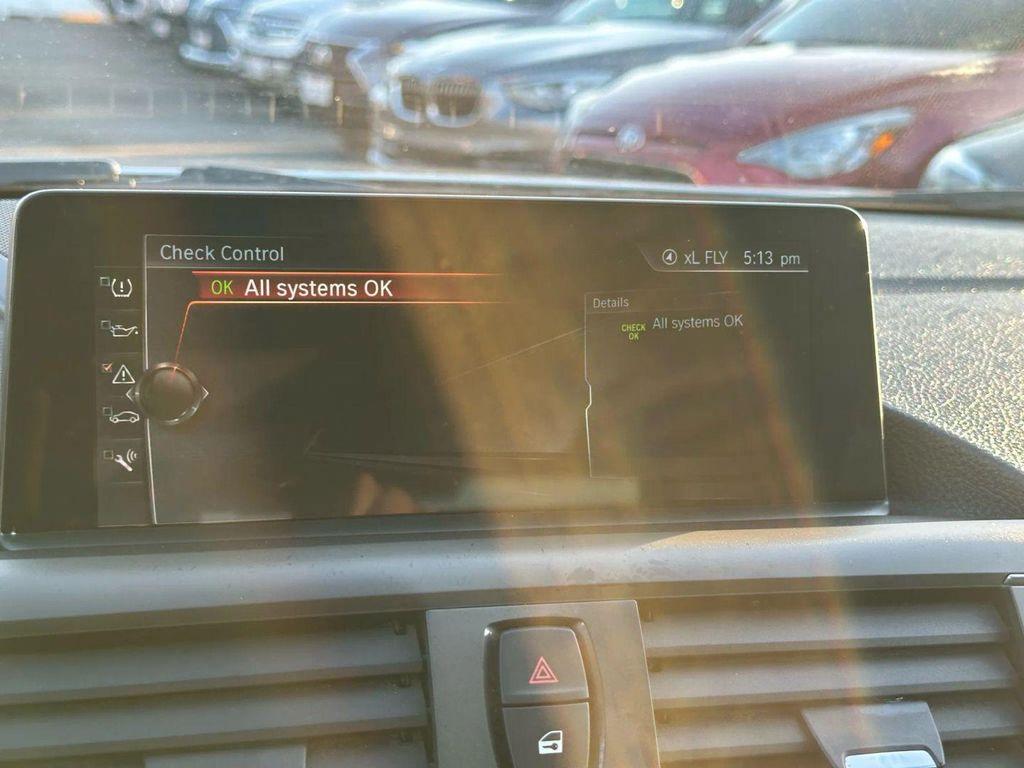 Check Control
xL FLY 5:13 pm
OK All systems OK
Details
CHECK OK All systems OK